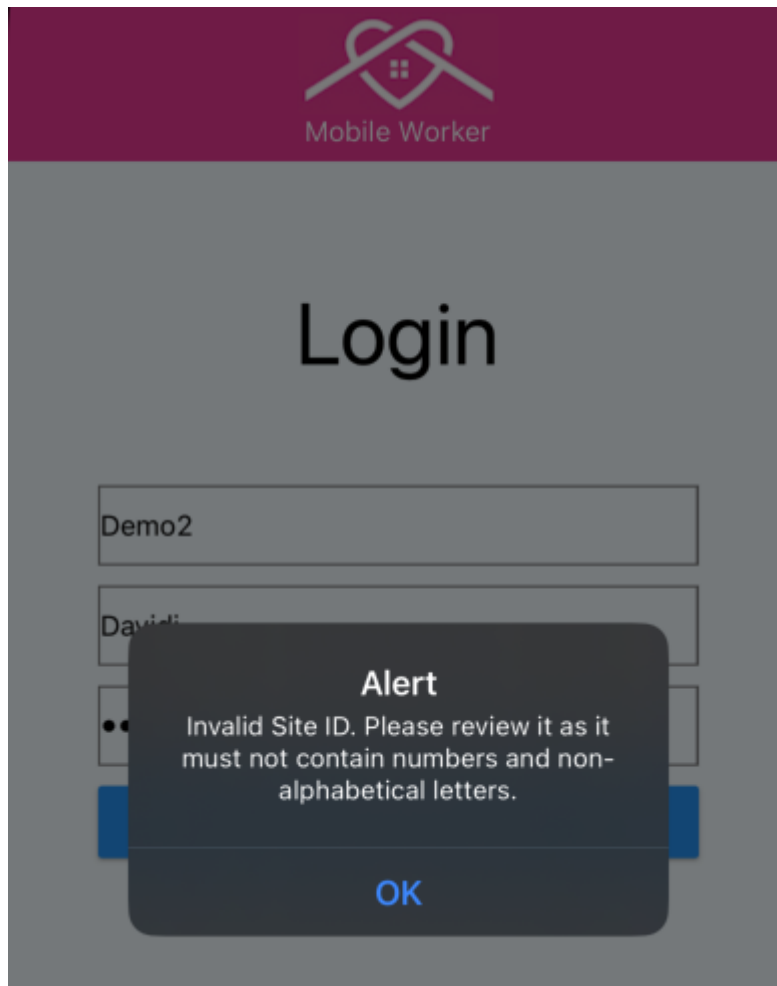 Mobile Worker
Login
Demo2
Alert
Invalid Site ID. Please review it as it
must not contain numbers and non-
alphabetical letters.
OK